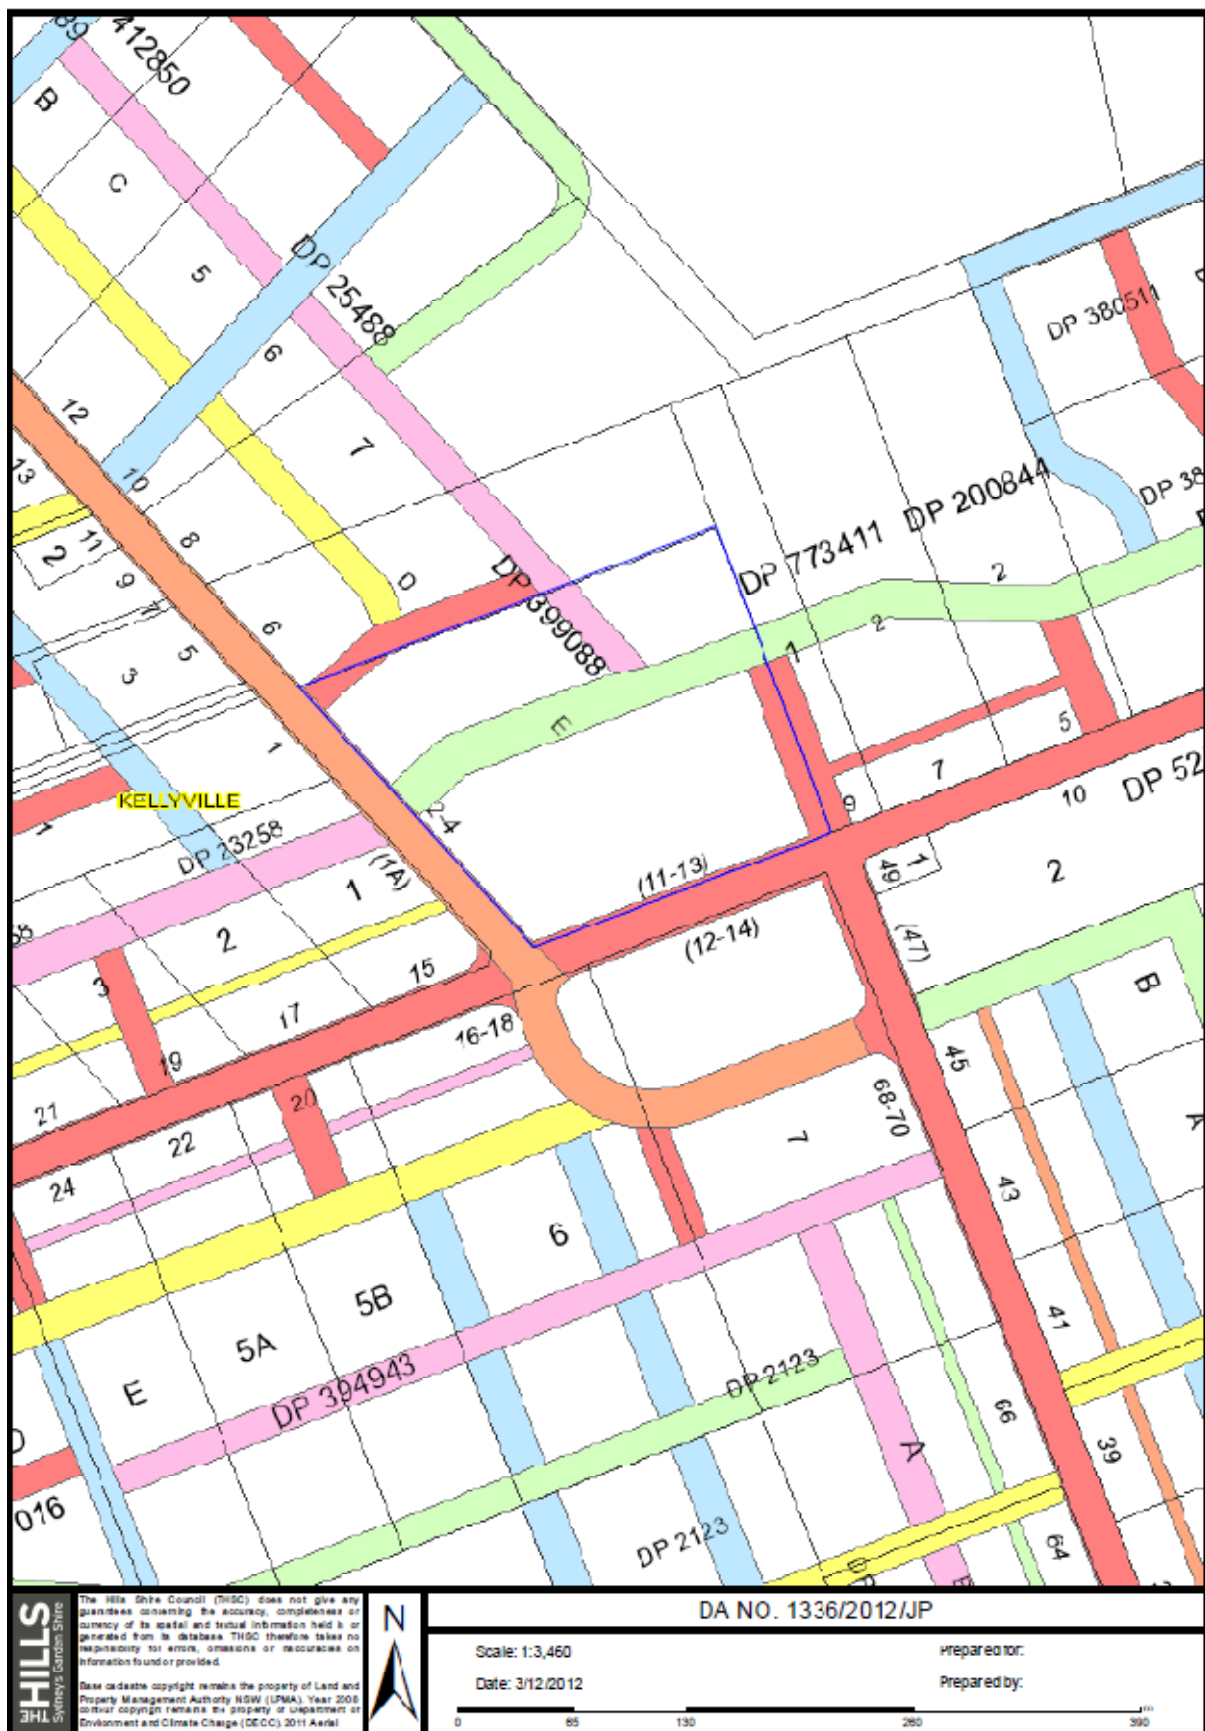 89
412850
B
C
5
DP 25488
6
7
12
10
13
11
2
9
7
8
6
5
3
D
DP 399088
DP 773411
DP 200844
DP 380511
DP 38
2
2
1
E
1
KELLYVILLE
1
DP 23258
2-4
(1A)
1
2
3
(11-13)
(12-14)
9
7
5
10
DP 52
2
1
49
(47)
15
17
19
21
16-18
20
22
24
B
A
45
43
41
39
68-70
7
6
5B
5A
E
DP 394943
DP 2123
DP 2123
A
66
64
D
016
THE HILLS
Sydney's Garden Shire
The Hills Shire Council (THSC) does not give any
guarantees concerning the accuracy, completeness or
currency of its spatial and textual information held is or
generated from its database THSC therefore takes no
responsibility for errors, omissions or inaccuracies on
information found or provided.
Base cadastre copyright remains the property of Land and
Property Management Authority NSW (LPMA). Year 2008
contour copyright remains the property of Department of
Environment and Climate Change (DECC). 2011 Aerial
N
DA NO. 1336/2012/JP
Scale: 1:3,460
Date: 3/12/2012
Prepared for:
Prepared by:
0 65 130 260 390
m